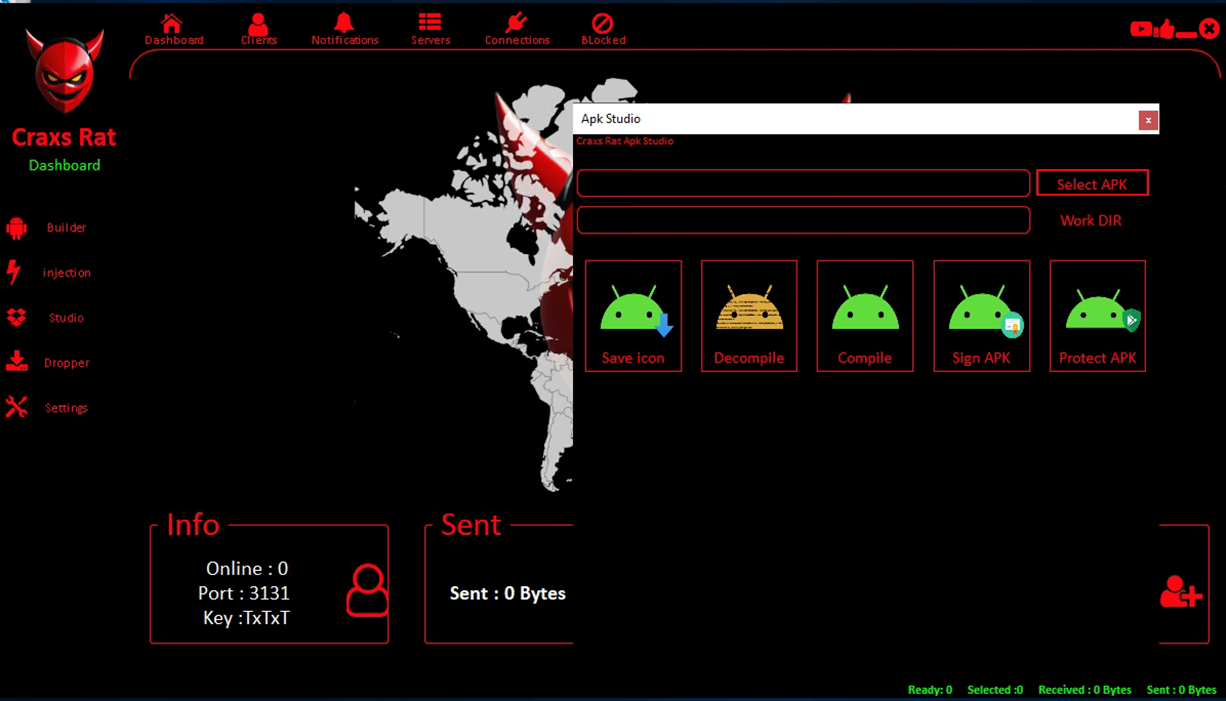 Dashboard
Clients
Notifications
Servers
Connections
BLocked
Craxs Rat
Dashboard
Builder
injection
Studio
Dropper
Settings
Apk Studio
x
Craxs Rat Apk Studio
Select APK
Work DIR
Save icon
Decompile
Compile
Sign APK
Protect APK
Info
Online : 0
Port : 3131
Key :TxTxT
Sent
Sent : 0 Bytes
Ready: 0 Selected :0 Received : 0 Bytes Sent : 0 Bytes